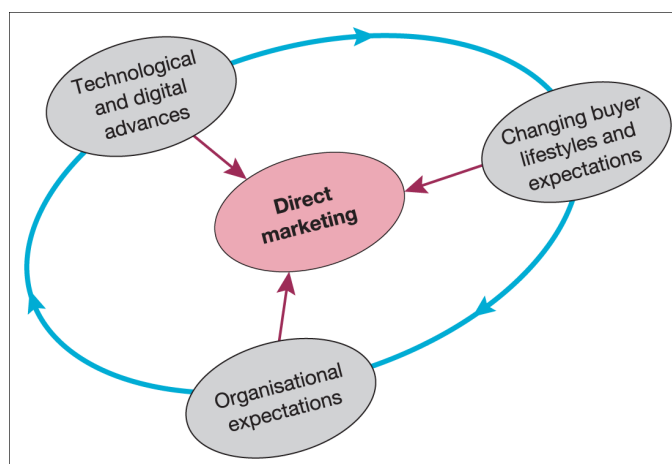 Technological
and digital
advances
Changing buyer
lifestyles and
expectations
Direct
marketing
Organisational
expectations